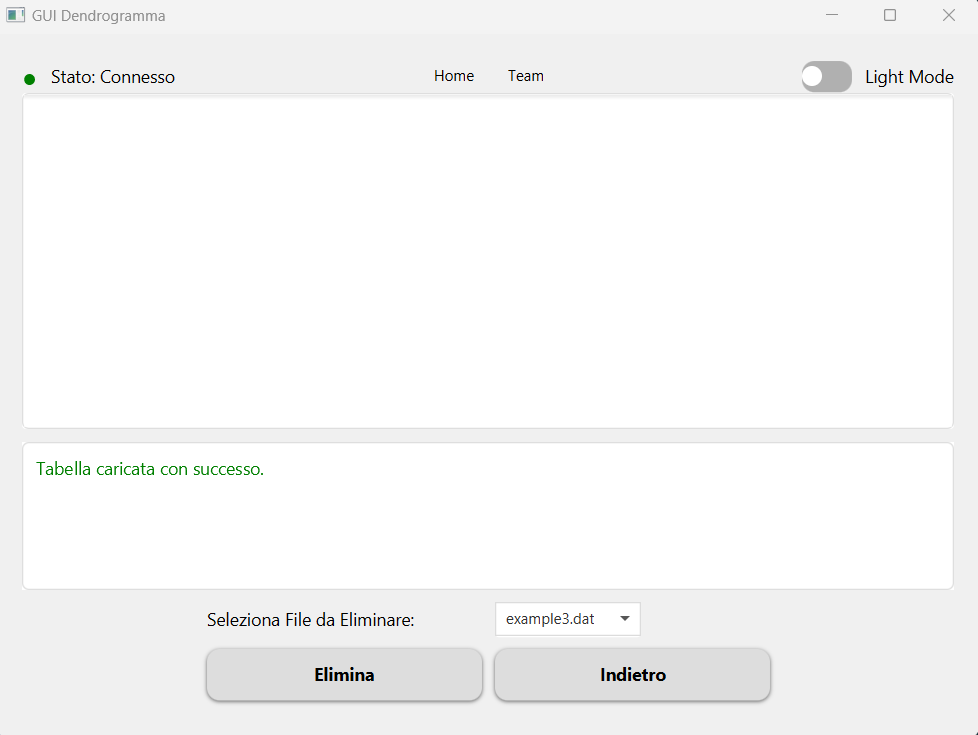 GUI Dendrogramma
Stato: Connesso
Home
Team
Light Mode
Tabella caricata con successo.
Seleziona File da Eliminare:
example3.dat
Elimina
Indietro